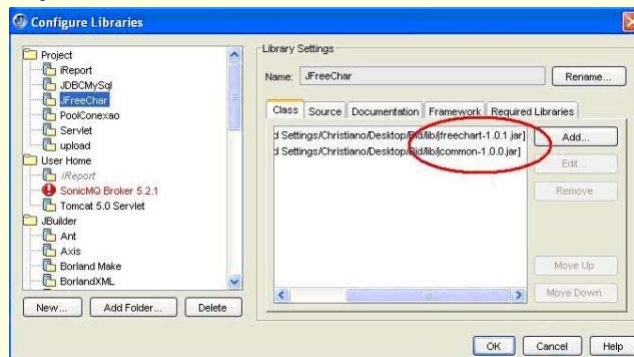 Configure Libraries
Project
iReport
JDBCMySql
JFreeChar
PoolConexao
Servlet
upload
User Home
iReport
SonicMQ Broker 5.2.1
Tomcat 5.0 Servlet
JBuilder
Ant
Axis
Borland Make
BorlandXML
New...
Add Folder...
Delete
Library Settings
Name: JFreeChar
Rename...
Class Source Documentation Framework Required Libraries
d Settings/Christiano/Desktop/Bid/lib/jfreechart-1.0.1.jar]
d Settings/Christiano/Desktop/Bid/lib/jcommon-1.0.0.jar]
Add...
Edit...
Remove
Move Up
Move Down
OK
Cancel
Help